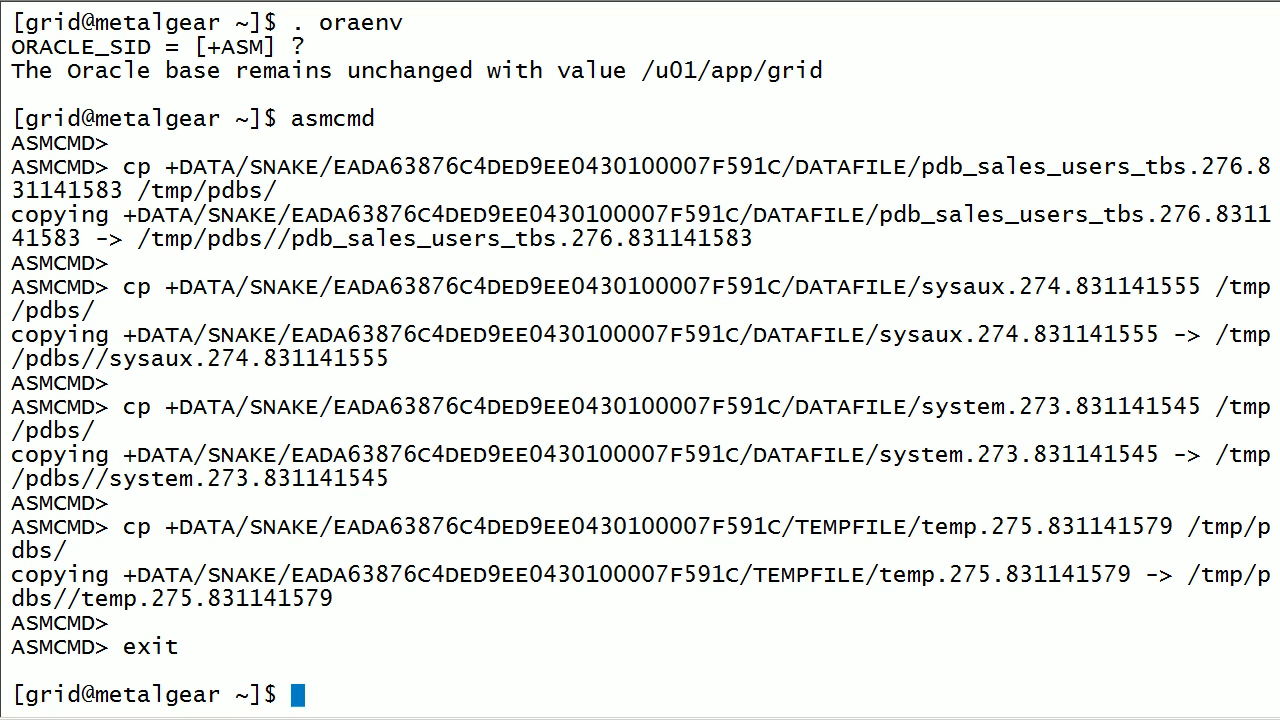 [grid@metalgear ~]$ . oraenv
ORACLE_SID = [+ASM] ?
The Oracle base remains unchanged with value /u01/app/grid
[grid@metalgear ~]$ asmcmd
ASMCMD>
ASMCMD> cp +DATA/SNAKE/EADA63876C4DED9EE0430100007F591C/DATAFILE/pdb_sales_users_tbs.276.8
31141583 /tmp/pdbs/
copying +DATA/SNAKE/EADA63876C4DED9EE0430100007F591C/DATAFILE/pdb_sales_users_tbs.276.8311
41583 -> /tmp/pdbs//pdb_sales_users_tbs.276.831141583
ASMCMD>
ASMCMD> cp +DATA/SNAKE/EADA63876C4DED9EE0430100007F591C/DATAFILE/sysaux.274.831141555 /tmp
/pdbs/
copying +DATA/SNAKE/EADA63876C4DED9EE0430100007F591C/DATAFILE/sysaux.274.831141555 -> /tmp
/pdbs//sysaux.274.831141555
ASMCMD>
ASMCMD> cp +DATA/SNAKE/EADA63876C4DED9EE0430100007F591C/DATAFILE/system.273.831141545 /tmp
/pdbs/
copying +DATA/SNAKE/EADA63876C4DED9EE0430100007F591C/DATAFILE/system.273.831141545 -> /tmp
/pdbs//system.273.831141545
ASMCMD>
ASMCMD> cp +DATA/SNAKE/EADA63876C4DED9EE0430100007F591C/TEMPFILE/temp.275.831141579 /tmp/p
dbs/
copying +DATA/SNAKE/EADA63876C4DED9EE0430100007F591C/TEMPFILE/temp.275.831141579 -> /tmp/p
dbs//temp.275.831141579
ASMCMD>
ASMCMD> exit
[grid@metalgear ~]$